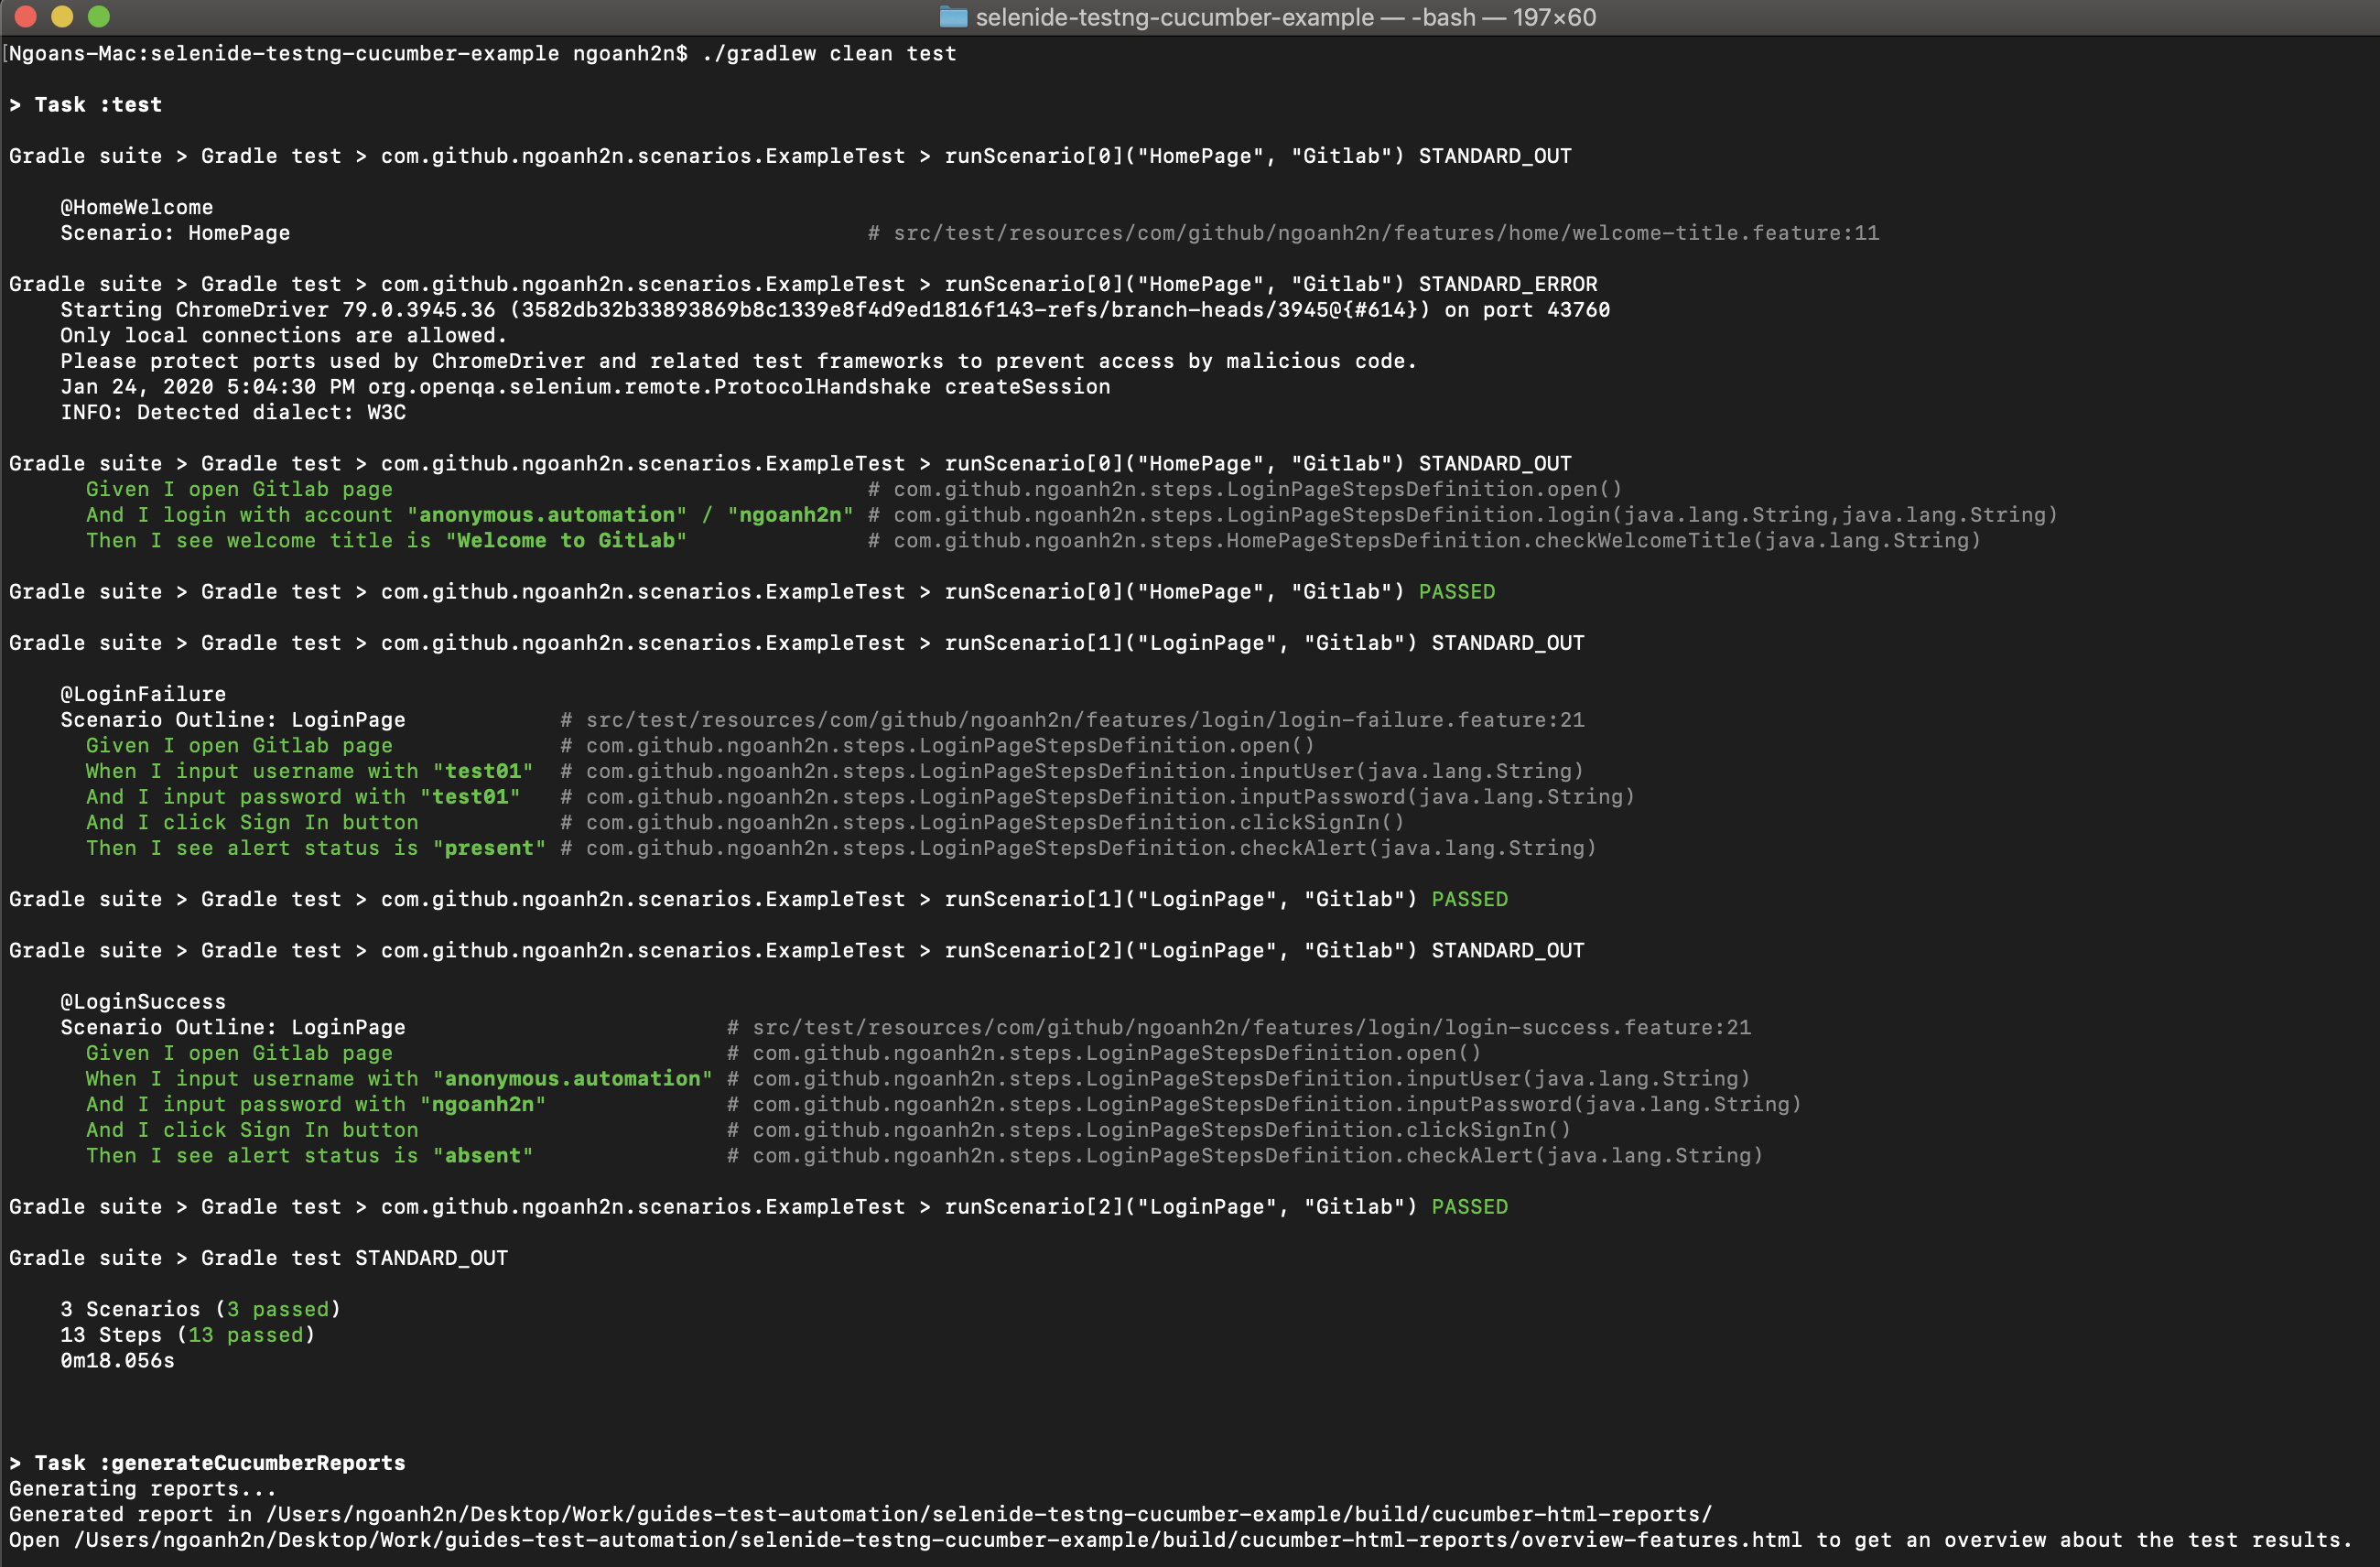 selenide-testng-cucumber-example — -bash — 197×60
[Ngoans-Mac:selenide-testng-cucumber-example ngoanh2n$ ./gradlew clean test
> Task :test
Gradle suite > Gradle test > com.github.ngoanh2n.scenarios.ExampleTest > runScenario[0]("HomePage", "Gitlab") STANDARD_OUT
@HomeWelcome
Scenario: HomePage # src/test/resources/com/github/ngoanh2n/features/home/welcome-title.feature:11
Gradle suite > Gradle test > com.github.ngoanh2n.scenarios.ExampleTest > runScenario[0]("HomePage", "Gitlab") STANDARD_ERROR
Starting ChromeDriver 79.0.3945.36 (3582db32b33893869b8c1339e8f4d9ed1816f143-refs/branch-heads/3945@{#614}) on port 43760
Only local connections are allowed.
Please protect ports used by ChromeDriver and related test frameworks to prevent access by malicious code.
Jan 24, 2020 5:04:30 PM org.openqa.selenium.remote.ProtocolHandshake createSession
INFO: Detected dialect: W3C
Gradle suite > Gradle test > com.github.ngoanh2n.scenarios.ExampleTest > runScenario[0]("HomePage", "Gitlab") STANDARD_OUT
Given I open Gitlab page # com.github.ngoanh2n.steps.LoginPageStepsDefinition.open()
And I login with account "anonymous.automation" / "ngoanh2n" # com.github.ngoanh2n.steps.LoginPageStepsDefinition.login(java.lang.String,java.lang.String)
Then I see welcome title is "Welcome to GitLab" # com.github.ngoanh2n.steps.HomePageStepsDefinition.checkWelcomeTitle(java.lang.String)
Gradle suite > Gradle test > com.github.ngoanh2n.scenarios.ExampleTest > runScenario[0]("HomePage", "Gitlab") PASSED
Gradle suite > Gradle test > com.github.ngoanh2n.scenarios.ExampleTest > runScenario[1]("LoginPage", "Gitlab") STANDARD_OUT
@LoginFailure
Scenario Outline: LoginPage # src/test/resources/com/github/ngoanh2n/features/login/login-failure.feature:21
Given I open Gitlab page # com.github.ngoanh2n.steps.LoginPageStepsDefinition.open()
When I input username with "test01" # com.github.ngoanh2n.steps.LoginPageStepsDefinition.inputUser(java.lang.String)
And I input password with "test01" # com.github.ngoanh2n.steps.LoginPageStepsDefinition.inputPassword(java.lang.String)
And I click Sign In button # com.github.ngoanh2n.steps.LoginPageStepsDefinition.clickSignIn()
Then I see alert status is "present" # com.github.ngoanh2n.steps.LoginPageStepsDefinition.checkAlert(java.lang.String)
Gradle suite > Gradle test > com.github.ngoanh2n.scenarios.ExampleTest > runScenario[1]("LoginPage", "Gitlab") PASSED
Gradle suite > Gradle test > com.github.ngoanh2n.scenarios.ExampleTest > runScenario[2]("LoginPage", "Gitlab") STANDARD_OUT
@LoginSuccess
Scenario Outline: LoginPage # src/test/resources/com/github/ngoanh2n/features/login/login-success.feature:21
Given I open Gitlab page # com.github.ngoanh2n.steps.LoginPageStepsDefinition.open()
When I input username with "anonymous.automation" # com.github.ngoanh2n.steps.LoginPageStepsDefinition.inputUser(java.lang.String)
And I input password with "ngoanh2n" # com.github.ngoanh2n.steps.LoginPageStepsDefinition.inputPassword(java.lang.String)
And I click Sign In button # com.github.ngoanh2n.steps.LoginPageStepsDefinition.clickSignIn()
Then I see alert status is "absent" # com.github.ngoanh2n.steps.LoginPageStepsDefinition.checkAlert(java.lang.String)
Gradle suite > Gradle test > com.github.ngoanh2n.scenarios.ExampleTest > runScenario[2]("LoginPage", "Gitlab") PASSED
Gradle suite > Gradle test STANDARD_OUT
3 Scenarios (3 passed)
13 Steps (13 passed)
0m18.056s
> Task :generateCucumberReports
Generating reports...
Generated report in /Users/ngoanh2n/Desktop/Work/guides-test-automation/selenide-testng-cucumber-example/build/cucumber-html-reports/
Open /Users/ngoanh2n/Desktop/Work/guides-test-automation/selenide-testng-cucumber-example/build/cucumber-html-reports/overview-features.html to get an overview about the test results.